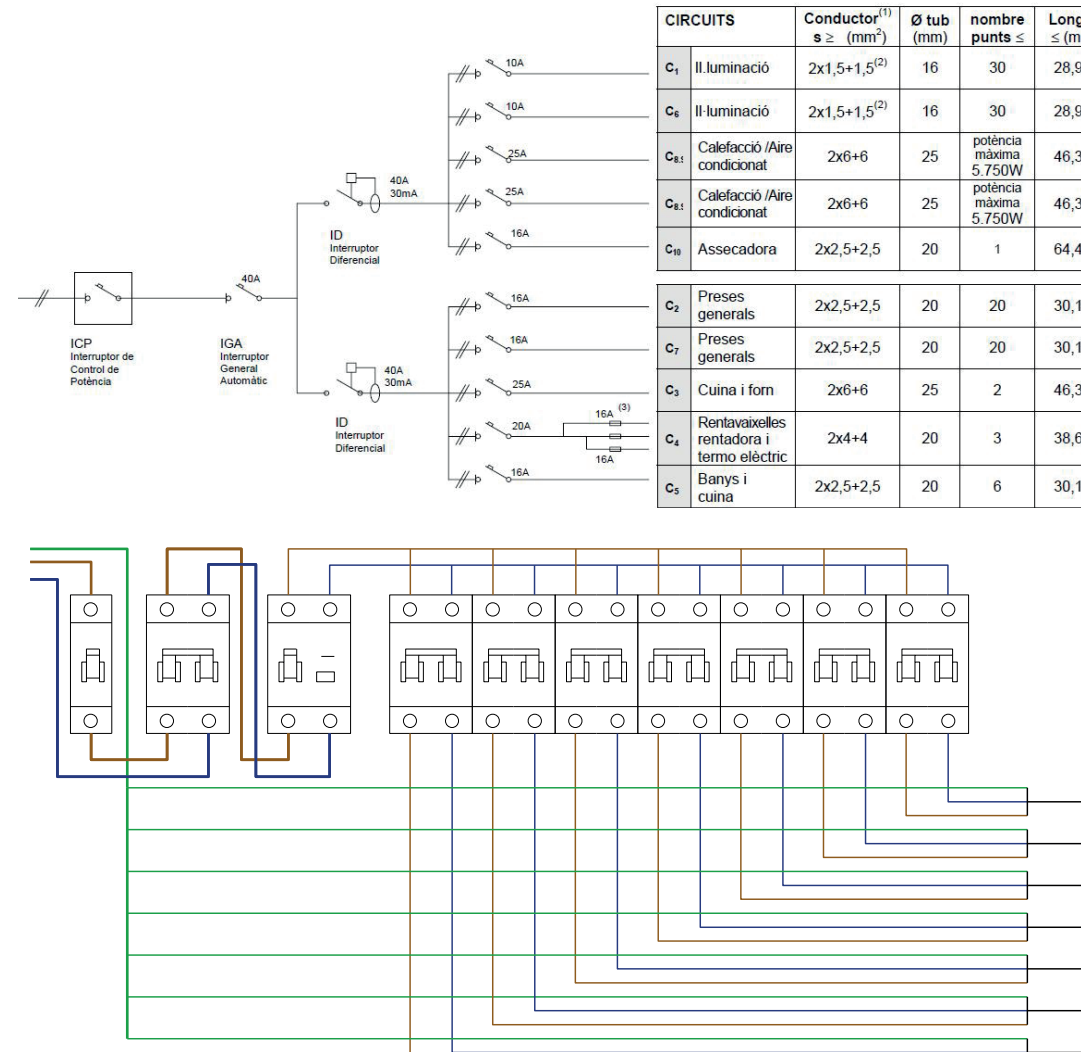 10A
10A
25A
25A
16A
40A
30mA
ID
Interruptor
Diferencial
40A
ICP
Interruptor de
Control de
Potència
IGA
Interruptor
General
Automàtic
40A
30mA
ID
Interruptor
Diferencial
16A
16A
25A
20A
16A
16A (3)
16A
CIRCUITS
Conductor(1)
s ≥ (mm2)
Ø tub
(mm)
nombre
punts ≤
Long
≤ (m
C1 Il.luminació 2x1,5+1,5(2) 16 30 28,9
C6 Il·luminació 2x1,5+1,5(2) 16 30 28,9
Calefacció /Aire
condicionat
2x6+6 25
potència
màxima
5.750W
46,3
Calefacció /Aire
condicionat
2x6+6 25
potència
màxima
5.750W
46,3
C10 Assecadora 2x2,5+2,5 20 1 64,4
C2 Preses
generals
2x2,5+2,5 20 20 30,1
C7 Preses
generals
2x2,5+2,5 20 20 30,1
C3 Cuina i forn 2x6+6 25 2 46,3
C4 Rentavaixelles
rentadora i
termo elèctric
2x4+4 20 3 38,6
C5 Banys i
cuina
2x2,5+2,5 20 6 30,1